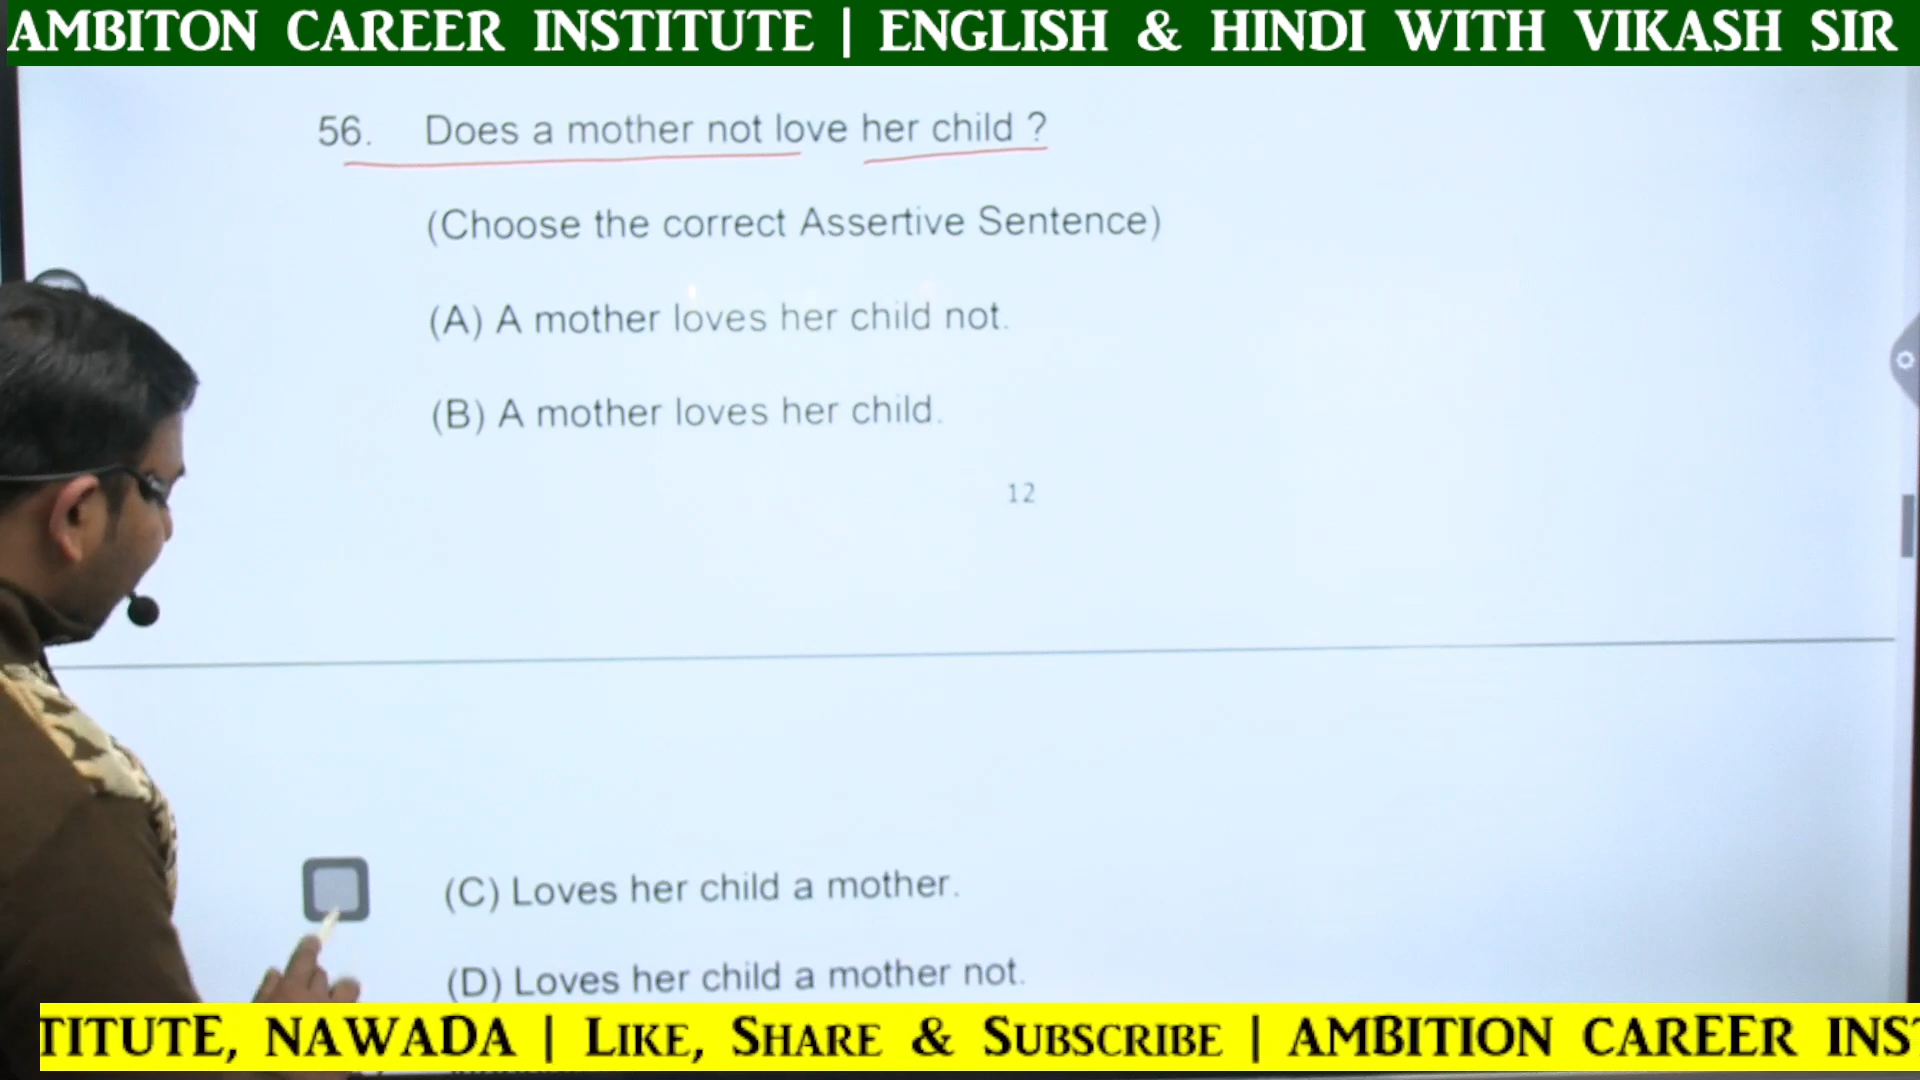 AMBITON CAREER INSTITUTE | ENGLISH & HINDI WITH VIKASH SIR
56. Does a mother not love her child ?
(Choose the correct Assertive Sentence)
(A) A mother loves her child not.
(B) A mother loves her child.
12
(C) Loves her child a mother.
(D) Loves her child a mother not.
TITUTE, NAWADA | LIKE, SHARE & SUBSCRIBE | AMBITION CAREER INS